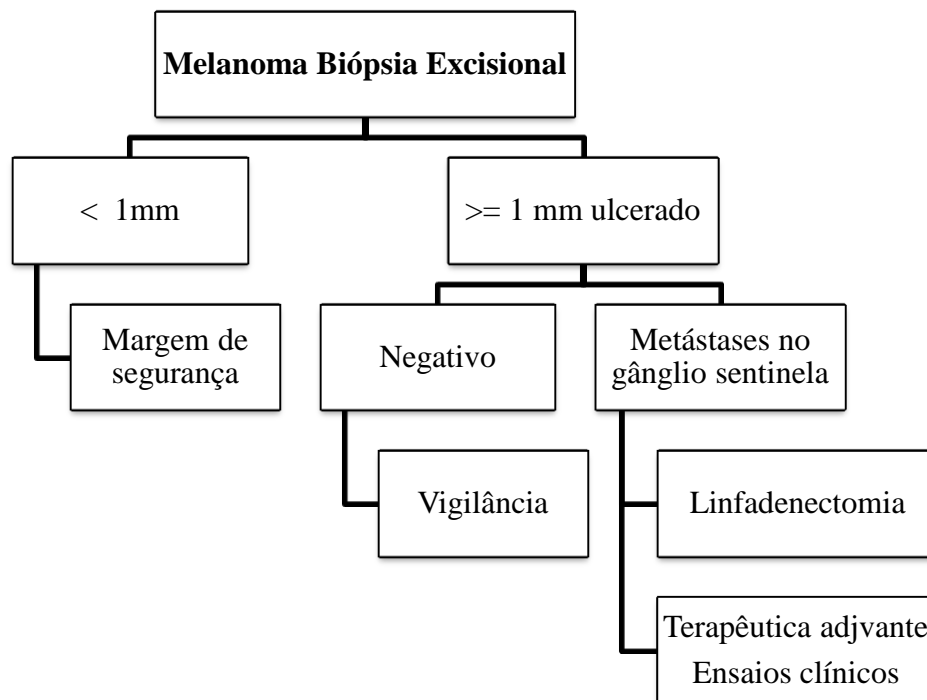 Melanoma Biópsia Excisional
< 1mm
>= 1 mm ulcerado
Margem de
segurança
Negativo
Metástases no
gânglio sentinela
Vigilância
Linfadenectomia
Terapêutica adjvante
Ensaios clínicos